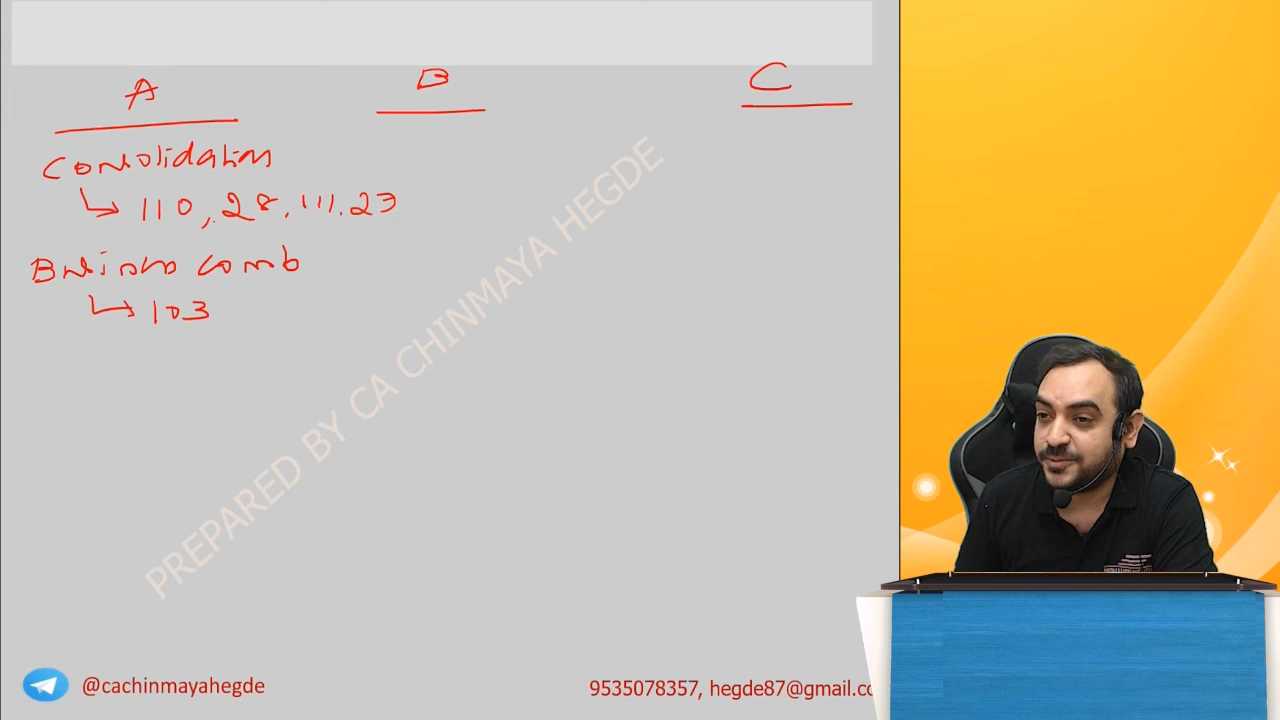 A B C
Consolidation
↳ 110, 28, 111, 23
Business comb
↳ 103
PREPARED BY CA CHINMAYA HEGDE
@cachinmayahegde
9535078357, hegde87@gmail.co